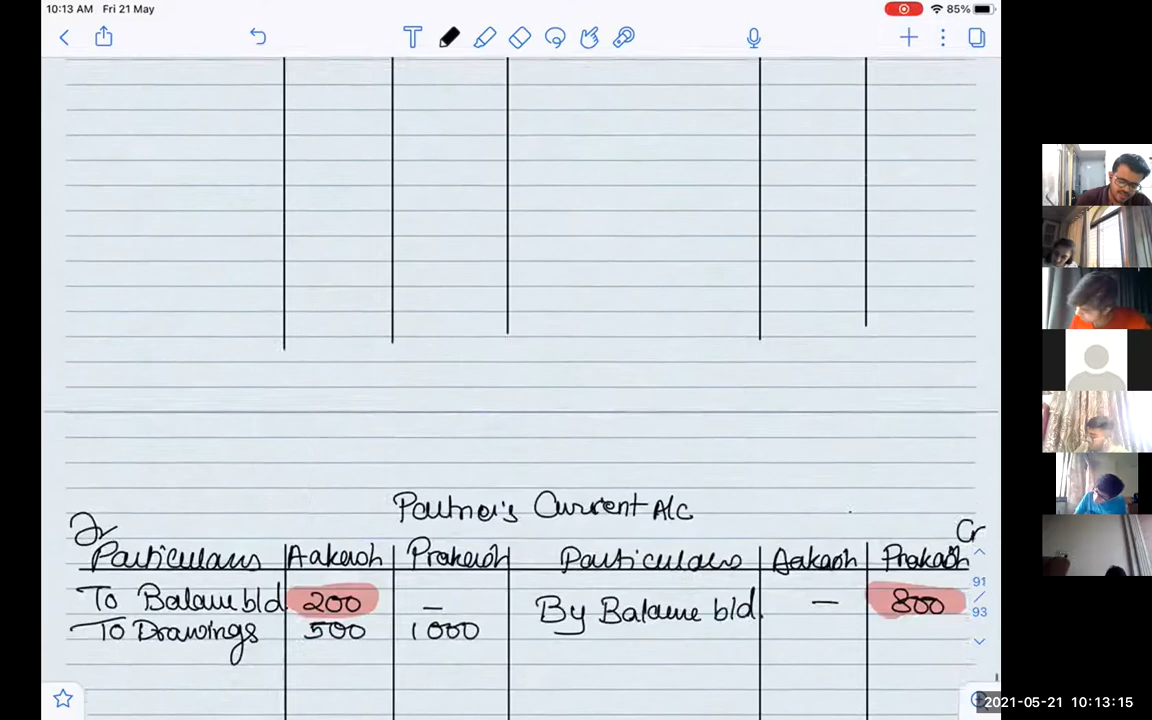 10:13 AM Fri 21 May
85%
Partner's Current A/c
Dr
Cr
Particulars Aakash Prakash Particulars Aakash Prakash
To Balance b/d 200 — By Balance b/d — 800
To Drawings 500 1000
91
/
93
2021-05-21 10:13:15